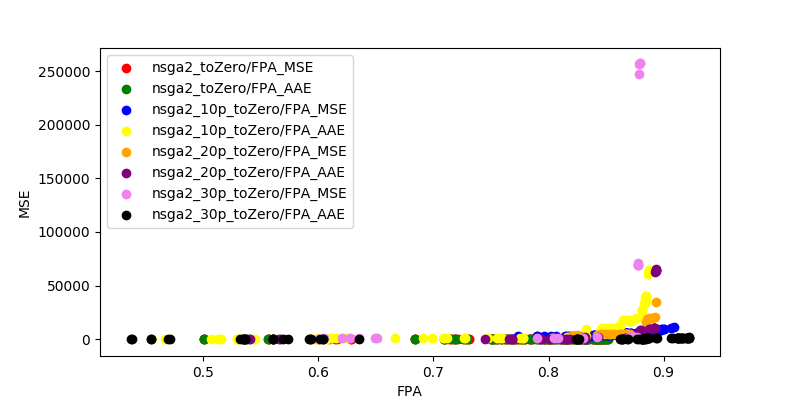 250000
200000
150000
100000
50000
0
MSE
nsga2_toZero/FPA_MSE
nsga2_toZero/FPA_AAE
nsga2_10p_toZero/FPA_MSE
nsga2_10p_toZero/FPA_AAE
nsga2_20p_toZero/FPA_MSE
nsga2_20p_toZero/FPA_AAE
nsga2_30p_toZero/FPA_MSE
nsga2_30p_toZero/FPA_AAE
0.5 0.6 0.7 0.8 0.9
FPA